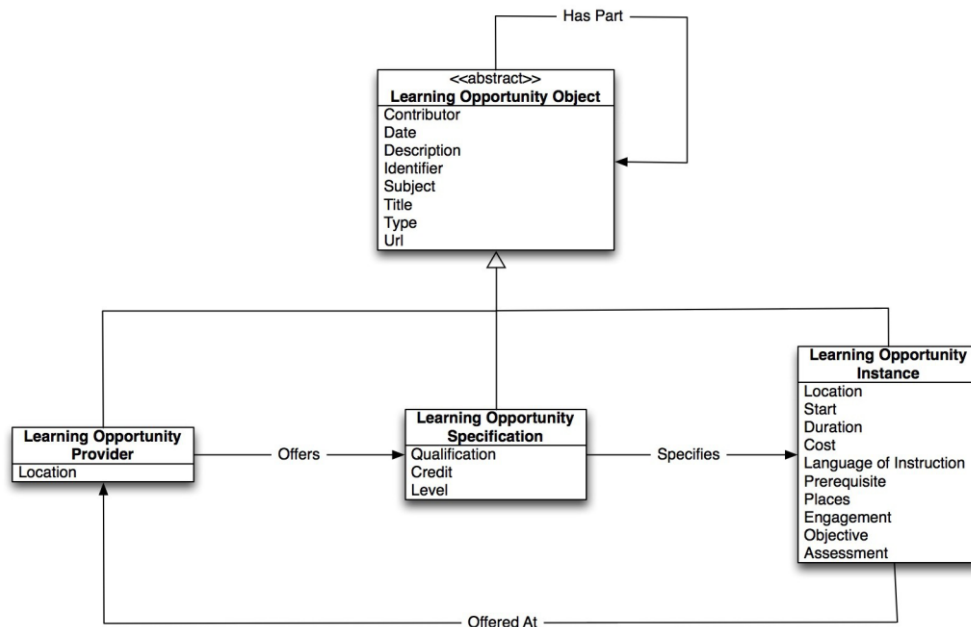 Has Part
<<abstract>>
Learning Opportunity Object
Contributor
Date
Description
Identifier
Subject
Title
Type
Url
Learning Opportunity
Provider
Location
Offers
Learning Opportunity
Specification
Qualification
Credit
Level
Specifies
Learning Opportunity
Instance
Location
Start
Duration
Cost
Language of Instruction
Prerequisite
Places
Engagement
Objective
Assessment
Offered At